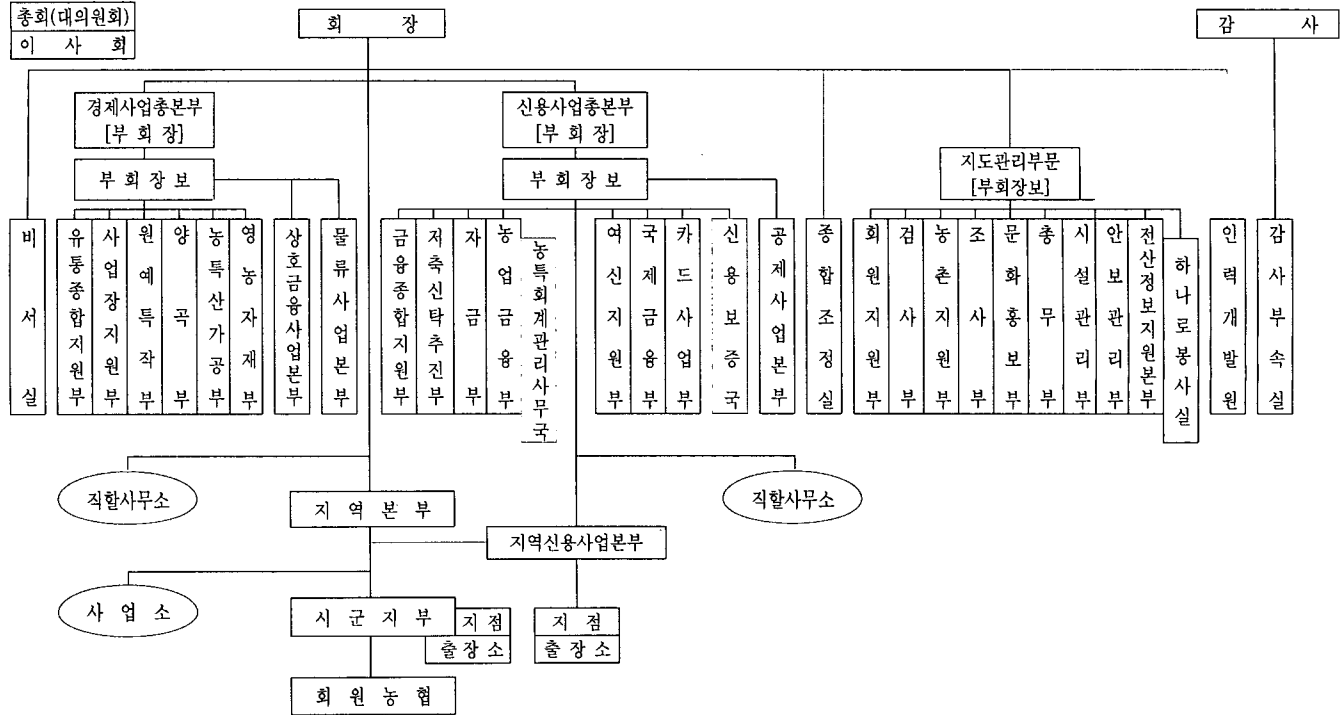 총회(대의원회)
이 사 회
회 장
감 사
경제사업총본부
[부 회 장]
신용사업총본부
[부 회 장]
부 회 장 보
부 회 장 보
지도관리부문
[부회장보]
비서실
유통종합지원부
사업장지원부
원예특작부
양곡부
농특산가공부
영농자재부
상호금융사업본부
물류사업본부
금융종합지원부
저축신탁추진부
자금부
농업금융부
농특회계관리사무국
여신지원부
국제금융부
카드사업부
신용보증국
공제사업본부
종합조정실
회원지원부
검사부
농촌지원부
조사부
문화홍보부
총무부
시설관리부
안보관리부
전산정보지원본부
하나로봉사실
인력개발원
감사부속실
직할사무소
직할사무소
지 역 본 부
지역신용사업본부
사 업 소
시 군 지 부
지 점
출 장 소
지 점
출 장 소
회 원 농 협